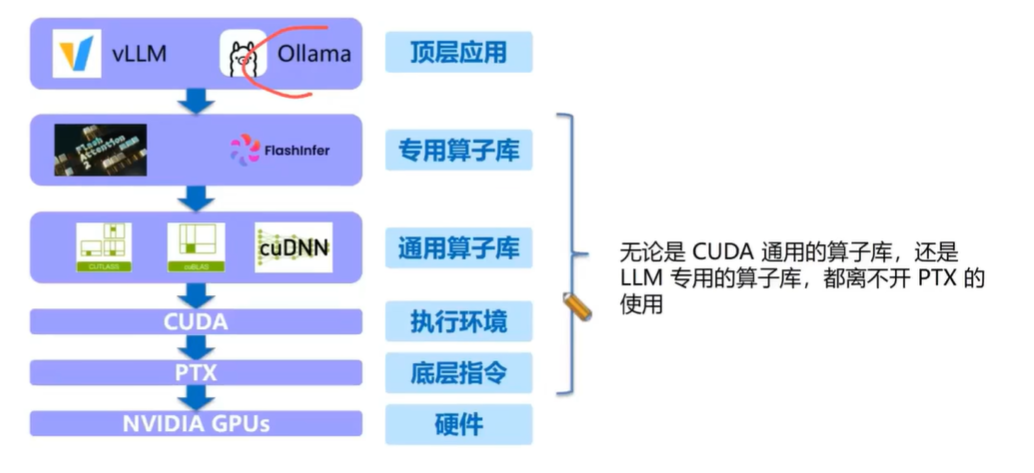 vLLM
Ollama
顶层应用
Flash
Attention
2
FlashInfer
专用算子库
CUTLASS
cuBLAS
cuDNN
通用算子库
CUDA
执行环境
PTX
底层指令
NVIDIA GPUs
硬件
无论是 CUDA 通用的算子库，还是
LLM 专用的算子库，都离不开 PTX 的
使用